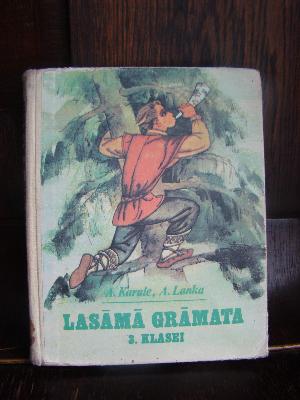 A. Karule, A. Lanka
LASĀMĀ GRĀMATA
3. KLASEI